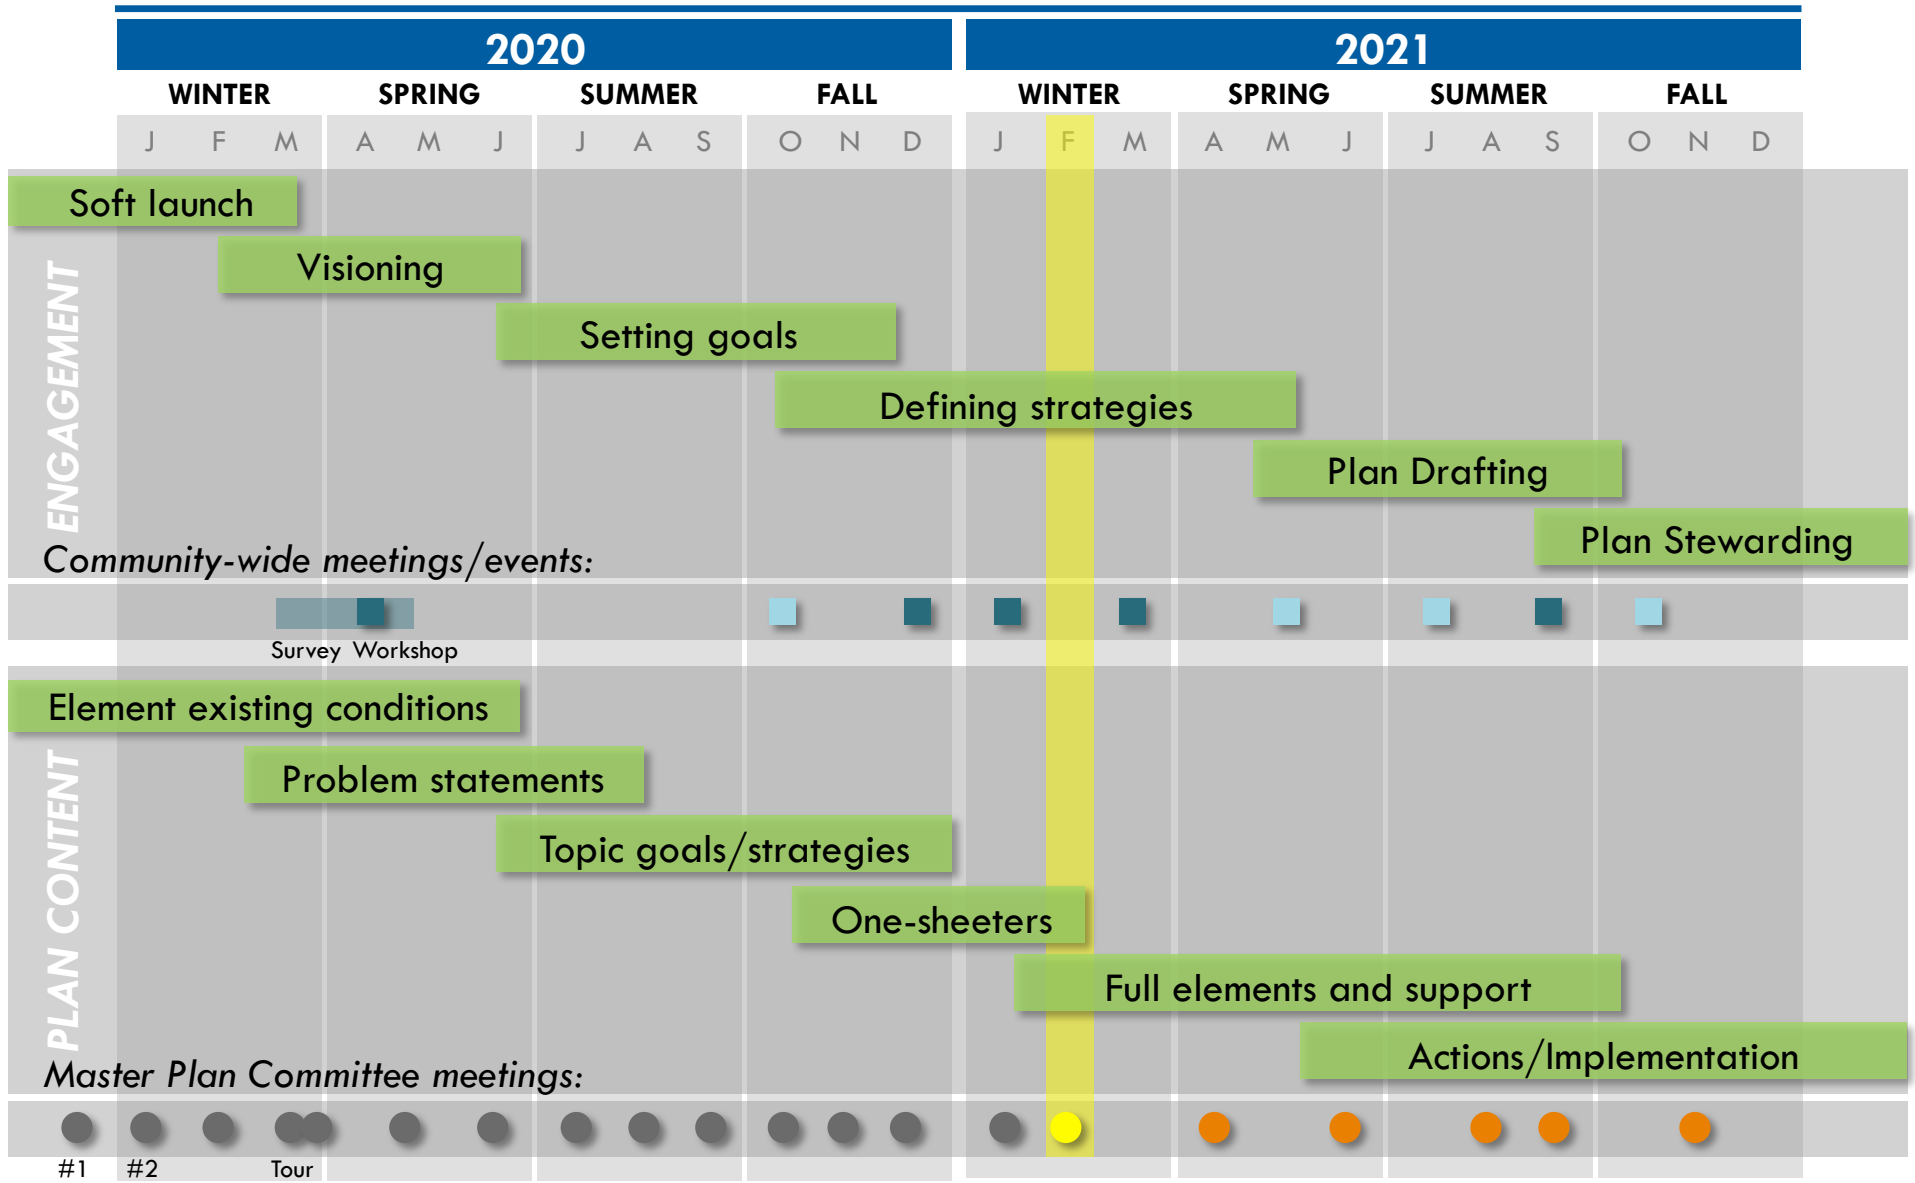 2020 2021
WINTER SPRING SUMMER FALL WINTER SPRING SUMMER FALL
J F M A M J J A S O N D J F M A M J J A S O N D
ENGAGEMENT
Soft launch
Visioning
Setting goals
Defining strategies
Plan Drafting
Plan Stewarding
Community-wide meetings/events:
Survey Workshop
PLAN CONTENT
Element existing conditions
Problem statements
Topic goals/strategies
One-sheeters
Full elements and support
Actions/Implementation
Master Plan Committee meetings:
#1 #2 Tour